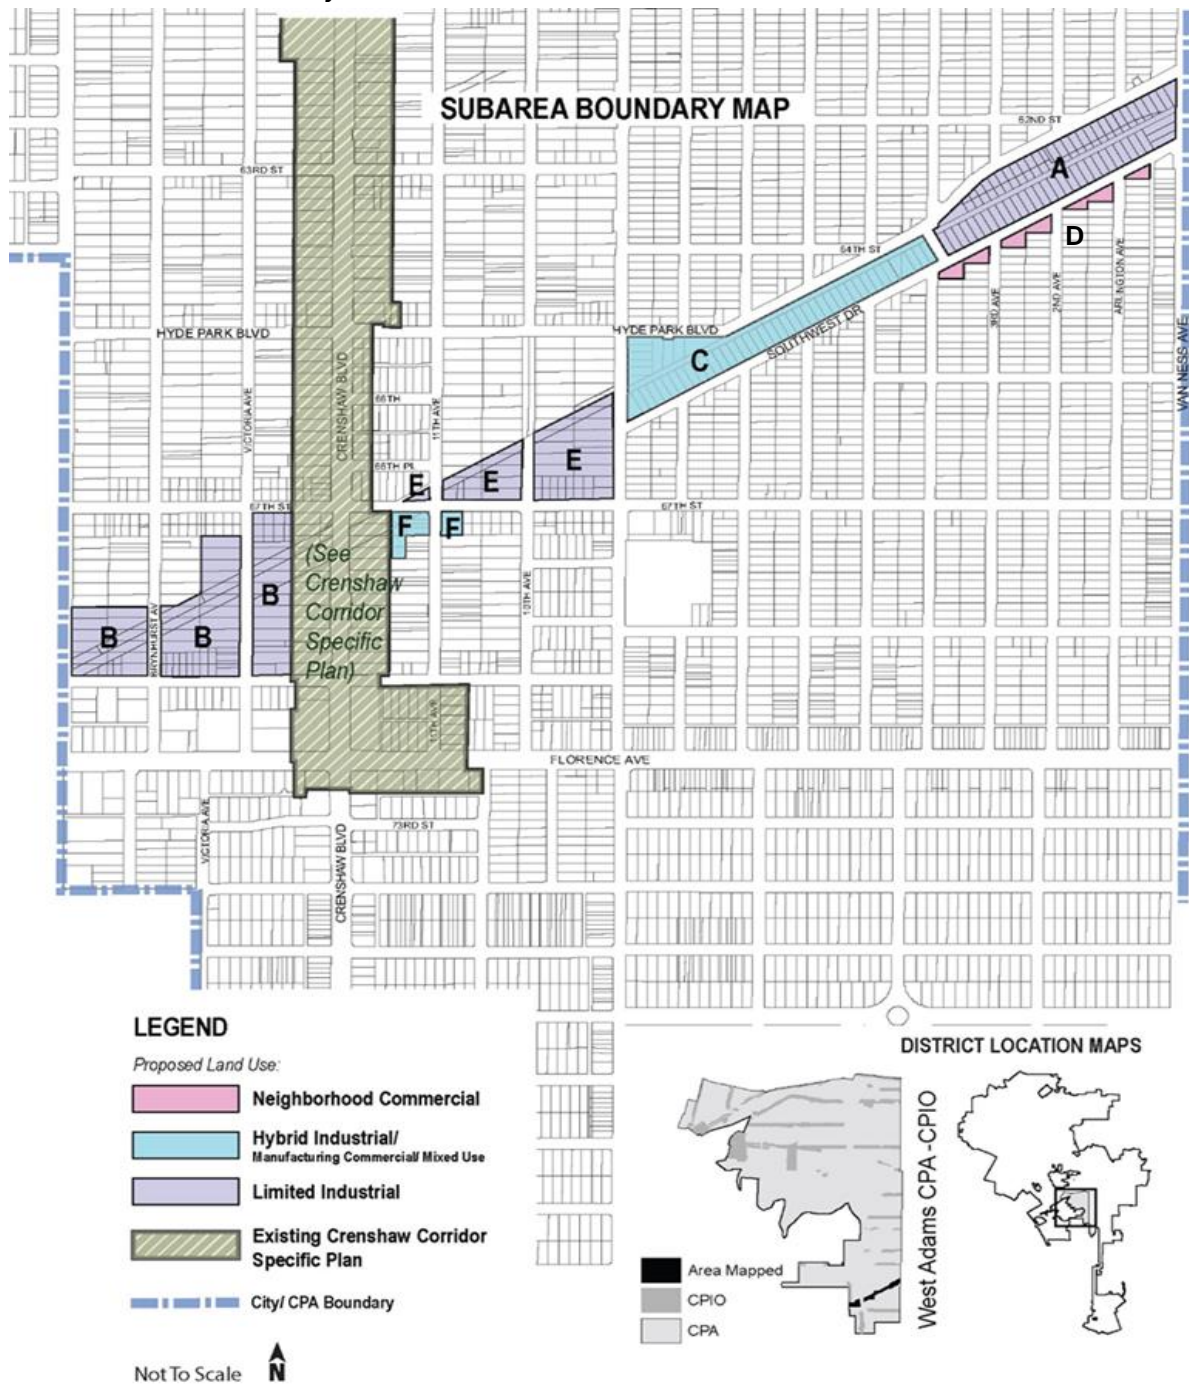 SUBAREA BOUNDARY MAP
62ND ST
A
63RD ST
D
64TH ST
3RD AVE
2ND AVE
ARLINGTON AVE
VAN NESS AVE
HYDE PARK BLVD
HYDE PARK BLVD
SOUTHWEST DR
C
VICTORIA AVE
CRENSHAW BLVD
66TH
11TH AVE
66TH PL
E
E
E
67TH ST
67TH ST
F
F
(See
Crenshaw
Corridor
Specific
Plan)
10TH AVE
B
B
B
BRYNHURST AV
11TH AVE
FLORENCE AVE
VICTORIA AVE
73RD ST
CRENSHAW BLVD
LEGEND
Proposed Land Use:
Neighborhood Commercial
Hybrid Industrial/
Manufacturing Commercial/ Mixed Use
Limited Industrial
Existing Crenshaw Corridor
Specific Plan
City/ CPA Boundary
Not To Scale
N
DISTRICT LOCATION MAPS
West Adams CPA -CPIO
Area Mapped
CPIO
CPA